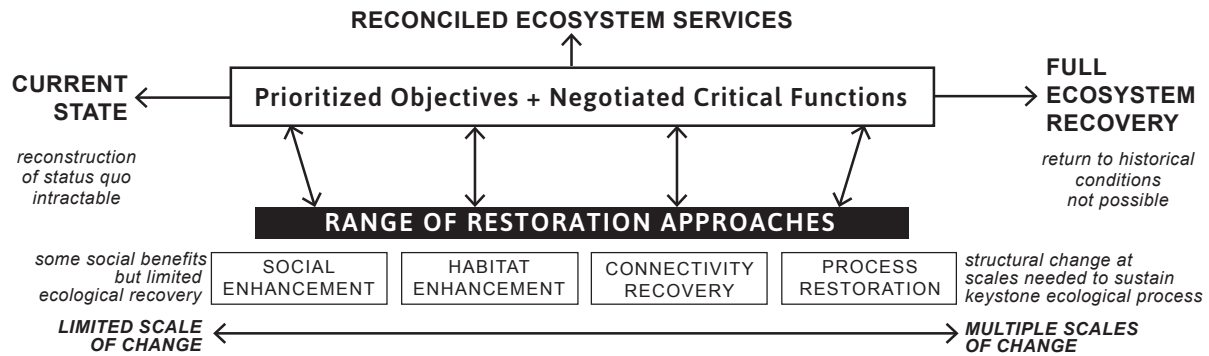 RECONCILED ECOSYSTEM SERVICES
CURRENT
STATE
Prioritized Objectives + Negotiated Critical Functions
FULL
ECOSYSTEM
RECOVERY
reconstruction
of status quo
intractable
return to historical
conditions
not possible
RANGE OF RESTORATION APPROACHES
some social benefits
but limited
ecological recovery
SOCIAL
ENHANCEMENT
HABITAT
ENHANCEMENT
CONNECTIVITY
RECOVERY
PROCESS
RESTORATION
structural change at
scales needed to sustain
keystone ecological process
LIMITED SCALE
OF CHANGE
MULTIPLE SCALES
OF CHANGE